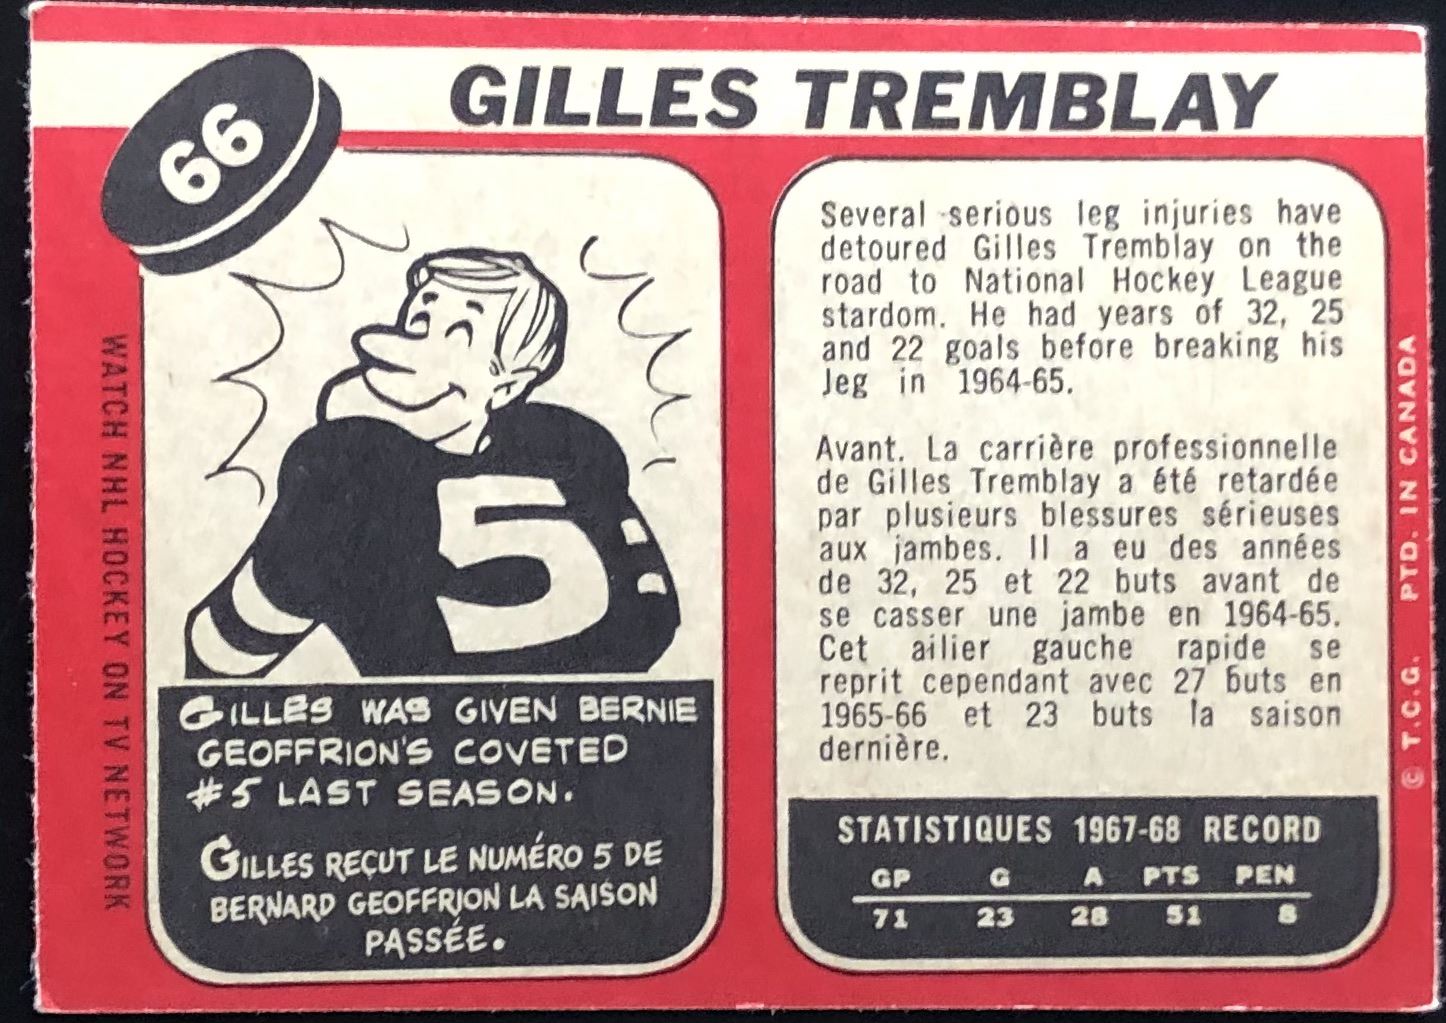 66
GILLES TREMBLAY
5
GILLES WAS GIVEN BERNIE
GEOFFRION'S COVETED
#5 LAST SEASON.
GILLES REÇUT LE NUMÉRO 5 DE
BERNARD GEOFFRION LA SAISON
PASSÉE.
Several serious leg injuries have
detoured Gilles Tremblay on the
road to National Hockey League
stardom. He had years of 32, 25
and 22 goals before breaking his
leg in 1964-65.
Avant. La carrière professionnelle
de Gilles Tremblay a été retardée
par plusieurs blessures sérieuses
aux jambes. Il a eu des années
de 32, 25 et 22 buts avant de
se casser une jambe en 1964-65.
Cet ailier gauche rapide se
reprit cependant avec 27 buts en
1965-66 et 23 buts la saison
dernière.
STATISTIQUES 1967-68 RECORD
GP G A PTS PEN
71 23 28 51 8
WATCH NHL HOCKEY ON TV NETWORK
© T.C.G. PTD. IN CANADA